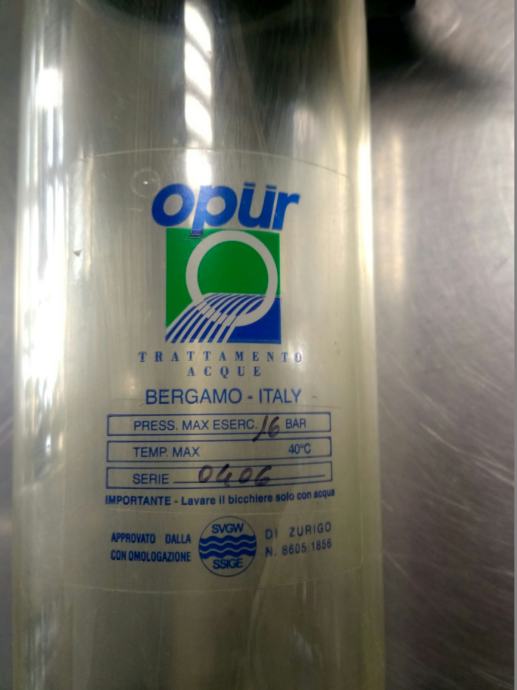 opür
TRATTAMENTO
ACQUE
BERGAMO - ITALY
PRESS. MAX ESERC. 16 BAR
TEMP. MAX 40°C
SERIE 0406
IMPORTANTE - Lavare il bicchiere solo con acqua
APPROVATO DALLA
CON OMOLOGAZIONE
SVGW
SSIGE
DI ZURIGO
N. 8605.1856